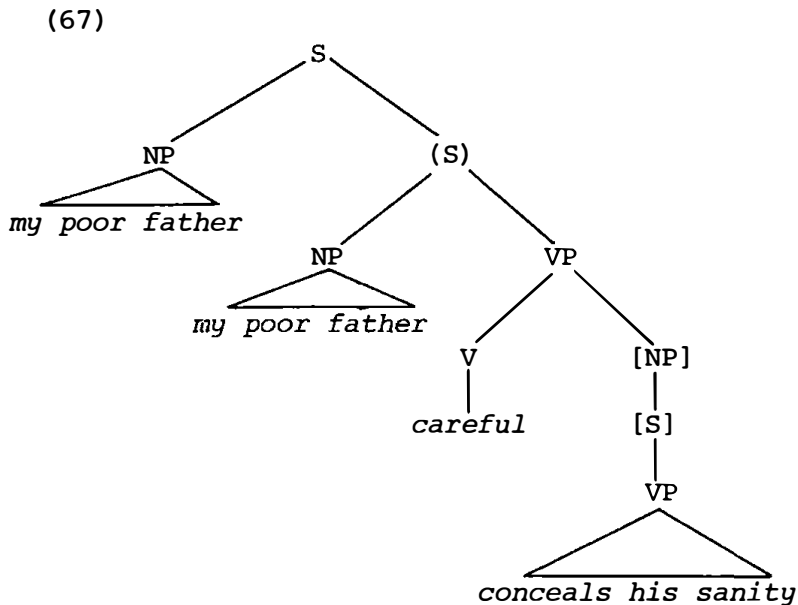 (67)
S
NP (S)
my poor father
NP VP
my poor father
V [NP]
careful [S]
VP
conceals his sanity